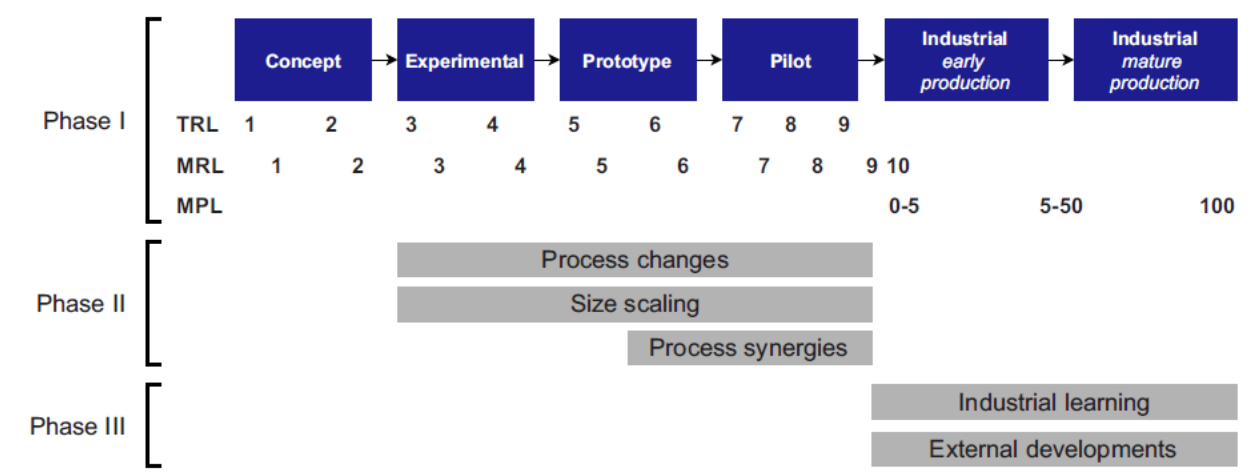 Concept
Experimental
Prototype
Pilot
Industrial
early
production
Industrial
mature
production
Phase I
TRL 1 2 3 4 5 6 7 8 9
MRL 1 2 3 4 5 6 7 8 9 10
MPL 0-5 5-50 100
Phase II
Process changes
Size scaling
Process synergies
Phase III
Industrial learning
External developments